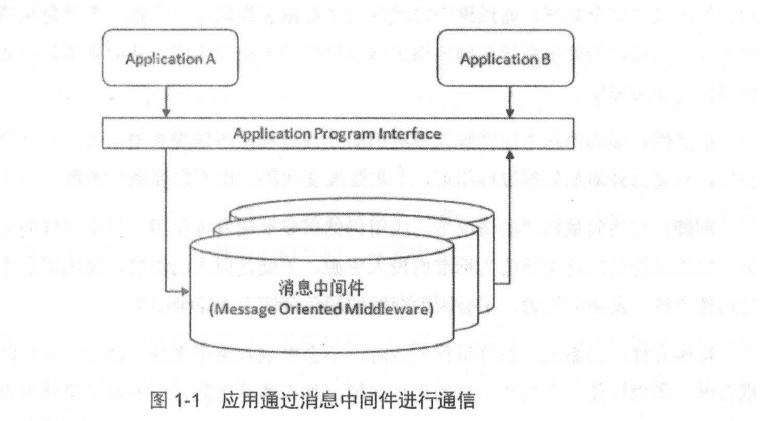 Application A
Application B
Application Program Interface
消息中间件
(Message Oriented Middleware)
图 1-1 应用通过消息中间件进行通信